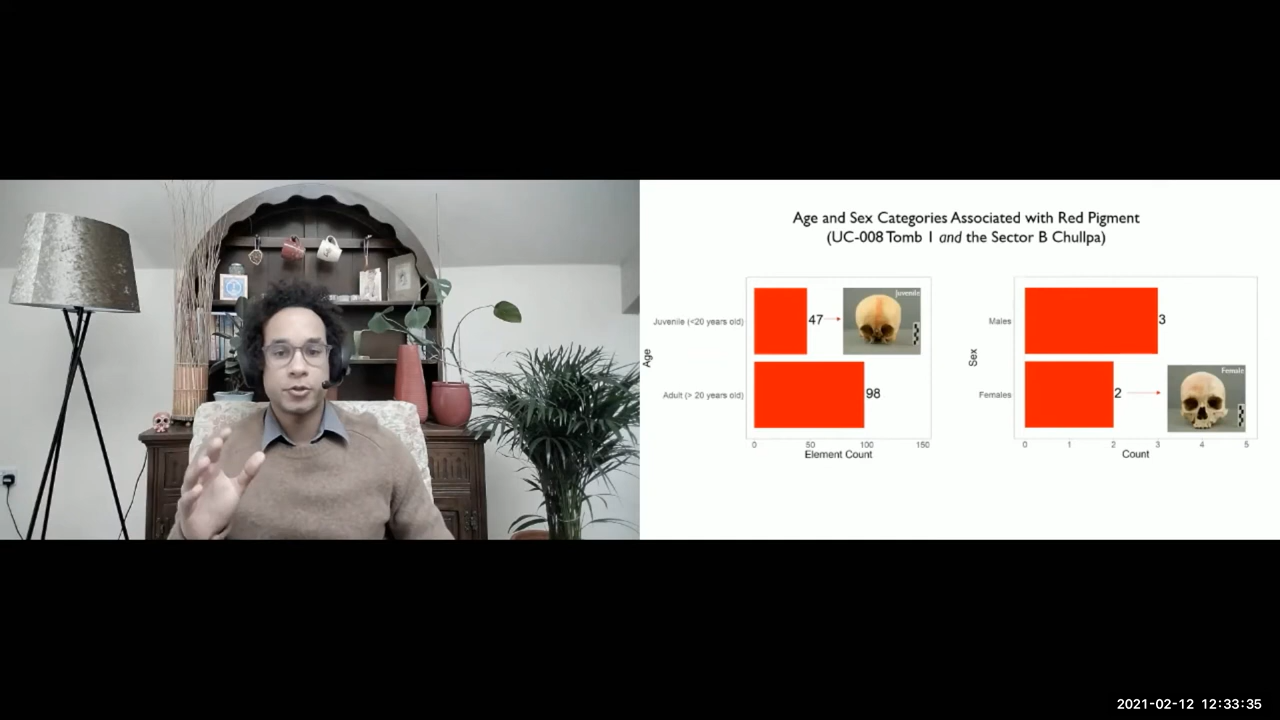 Age and Sex Categories Associated with Red Pigment
(UC-008 Tomb 1 and the Sector B Chullpa)
Age
Juvenile (<20 years old)
47
Juvenile
Adult (> 20 years old)
98
0 50 100 150
Element Count
Sex
Males
3
Females
2
Female
0 1 2 3 4 5
Count
2021-02-12 12:33:35